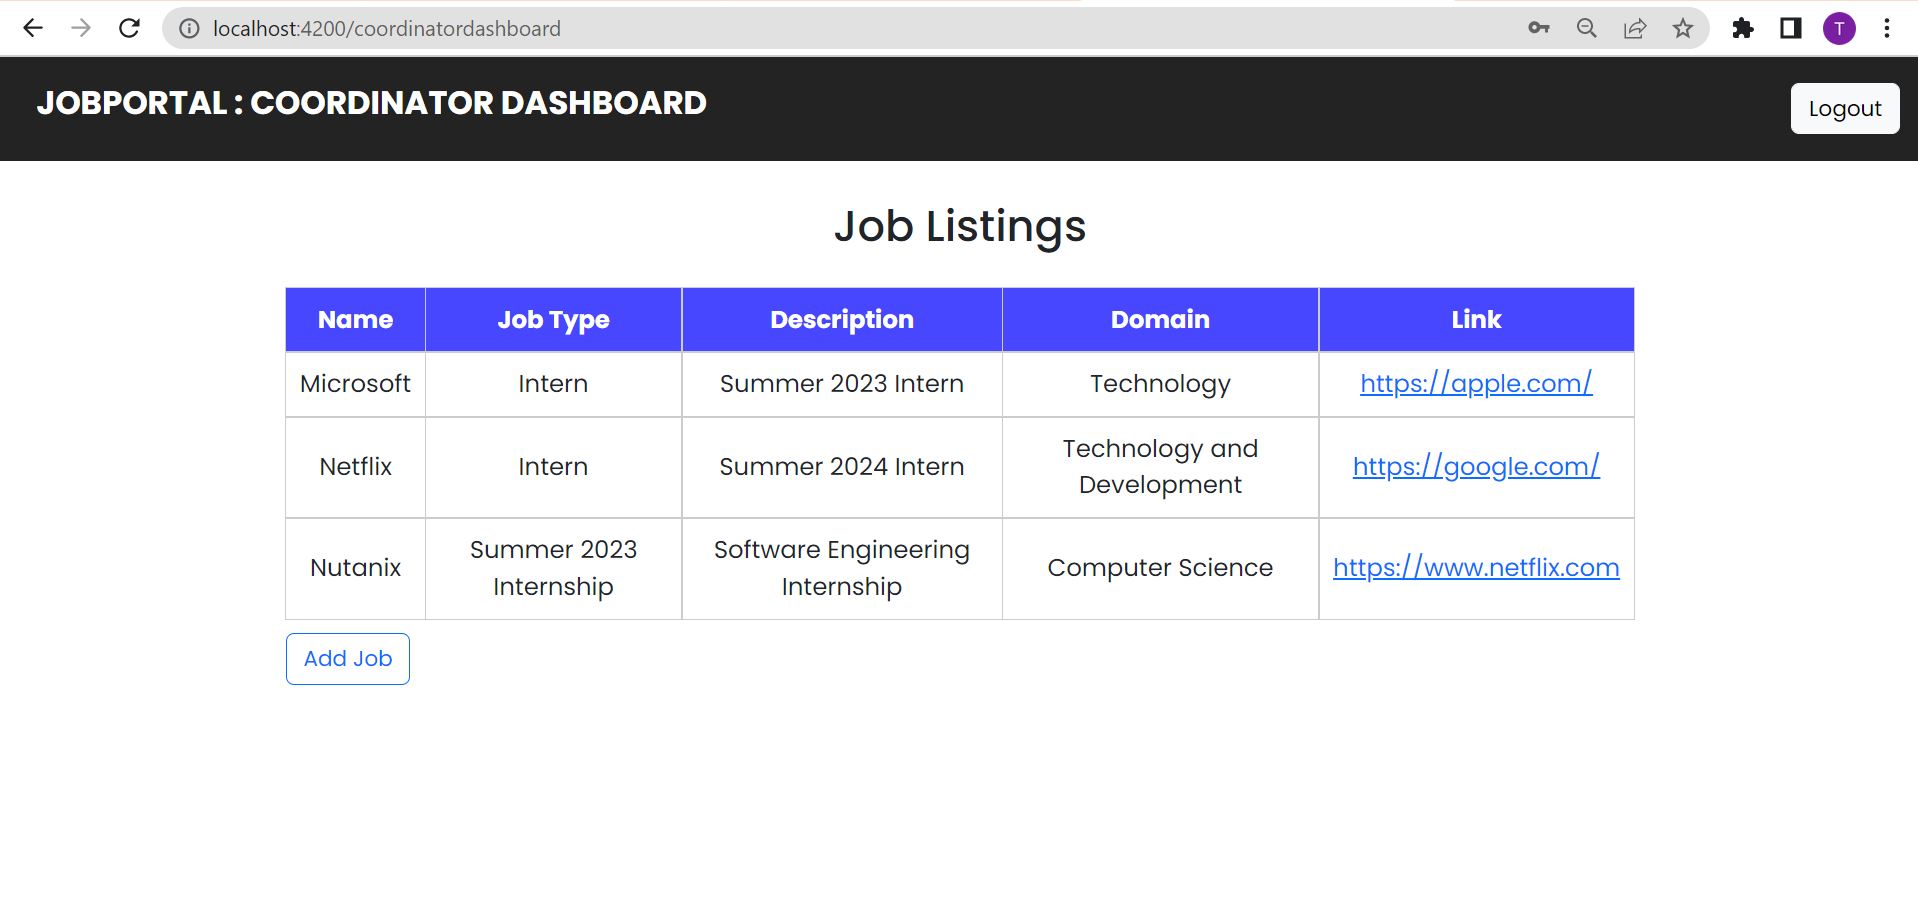 localhost:4200/coordinatordashboard
T
JOBPORTAL : COORDINATOR DASHBOARD
Logout
Job Listings
Name Job Type Description Domain Link
Microsoft Intern Summer 2023 Intern Technology https://apple.com/
Netflix Intern Summer 2024 Intern Technology and Development https://google.com/
Nutanix Summer 2023 Internship Software Engineering Internship Computer Science https://www.netflix.com
Add Job